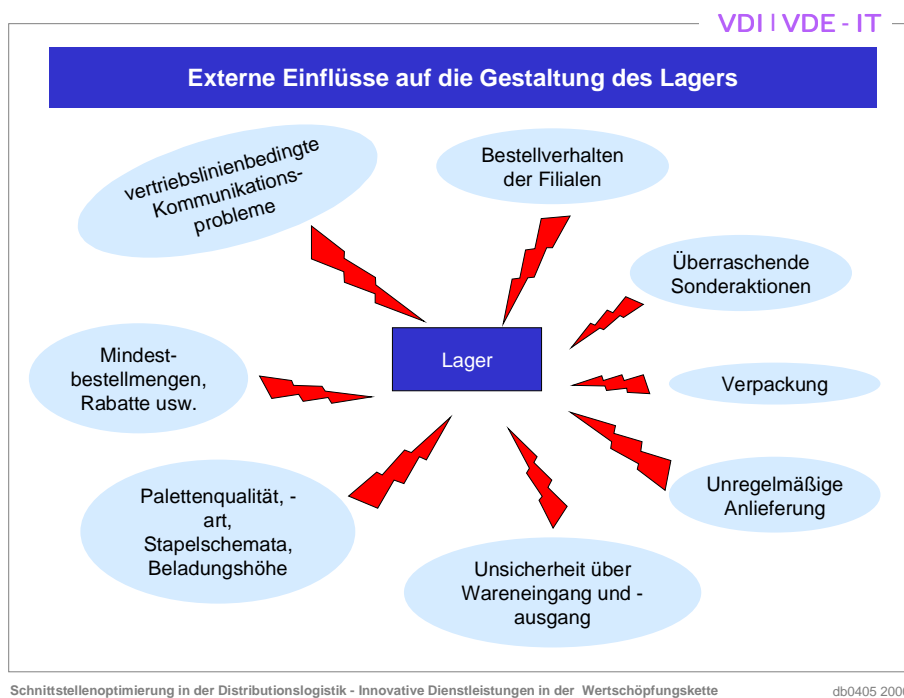 VDI | VDE - IT
Externe Einflüsse auf die Gestaltung des Lagers
vertriebslinienbedingte
Kommunikations-
probleme
Bestellverhalten
der Filialen
Überraschende
Sonderaktionen
Lager
Mindest-
bestellmengen,
Rabatte usw.
Verpackung
Palettenqualität, -
art,
Stapelschemata,
Beladungshöhe
Unregelmäßige
Anlieferung
Unsicherheit über
Wareneingang und -
ausgang
Schnittstellenoptimierung in der Distributionslogistik - Innovative Dienstleistungen in der Wertschöpfungskette
db0405